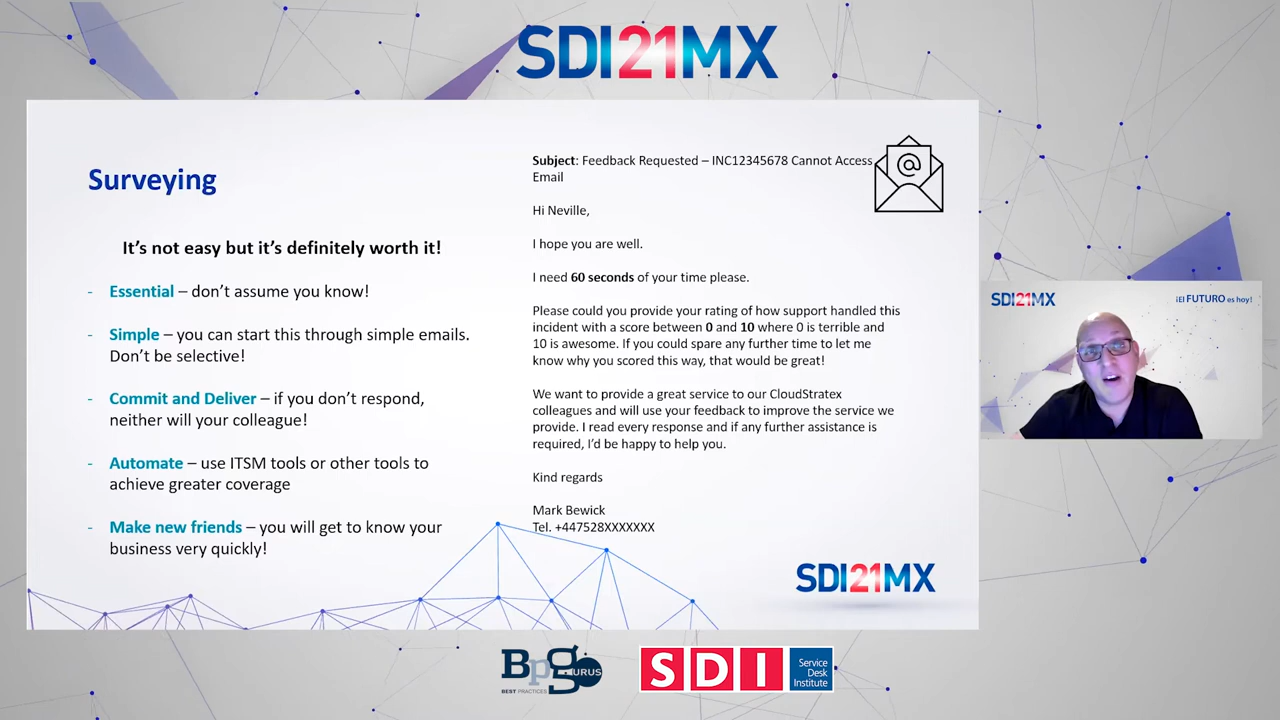 SDI21MX
Surveying
It's not easy but it's definitely worth it!
- Essential – don't assume you know!
- Simple – you can start this through simple emails.
Don't be selective!
- Commit and Deliver – if you don't respond,
neither will your colleague!
- Automate – use ITSM tools or other tools to
achieve greater coverage
- Make new friends – you will get to know your
business very quickly!
Subject: Feedback Requested – INC12345678 Cannot Access
Email
Hi Neville,
I hope you are well.
I need 60 seconds of your time please.
Please could you provide your rating of how support handled this
incident with a score between 0 and 10 where 0 is terrible and
10 is awesome. If you could spare any further time to let me
know why you scored this way, that would be great!
We want to provide a great service to our CloudStratex
colleagues and will use your feedback to improve the service we
provide. I read every response and if any further assistance is
required, I'd be happy to help you.
Kind regards
Mark Bewick
Tel. +447528XXXXXXX
@
SDI21MX
SDI21MX
¡El FUTURO es hoy!
Bpg
GURUS
BEST PRACTICES
SDI
Service
Desk
Institute